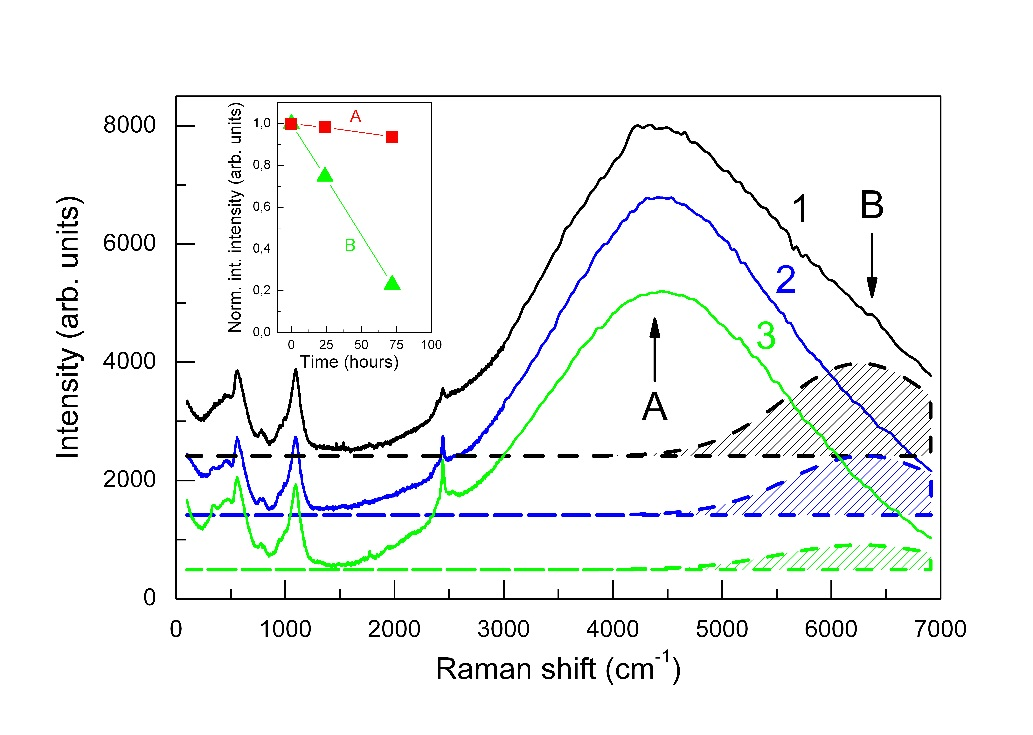 Norm. int. intensity (arb. units)
1,0
0,8
0,6
0,4
0,2
0,0
A
B
0 25 50 75 100
Time (hours)
Intensity (arb. units)
8000
6000
4000
2000
0
1
B
2
3
A
0 1000 2000 3000 4000 5000 6000 7000
Raman shift (cm⁻¹)